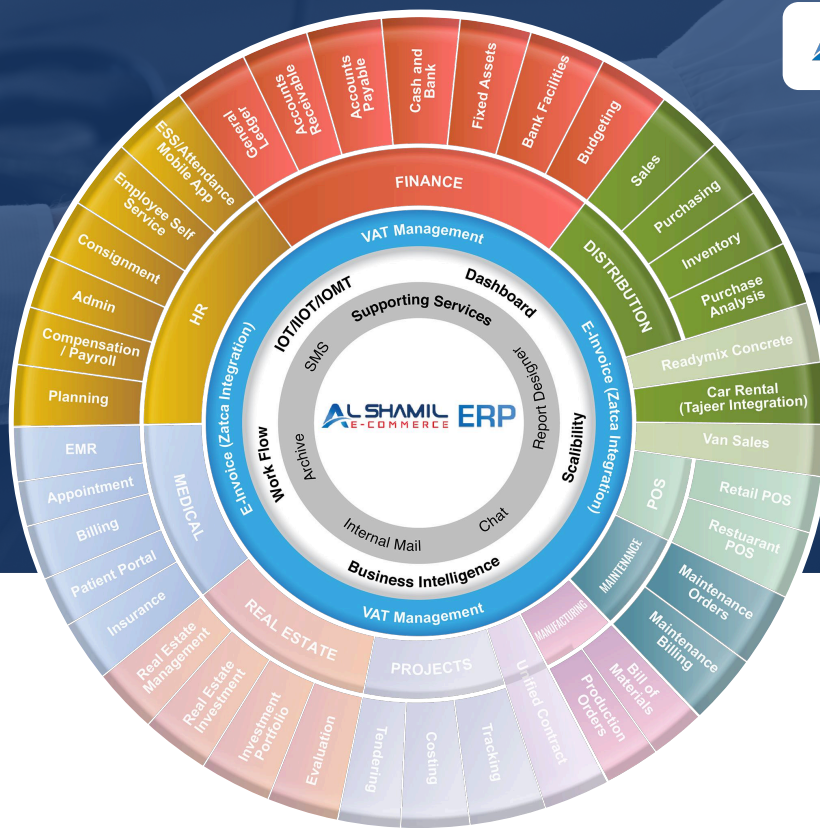 General
Ledger
Accounts
Receivable
Accounts
Payable
Cash and
Bank
Fixed Assets
Bank Facilities
Budgeting
Sales
Purchasing
Inventory
Purchase
Analysis
Readymix Concrete
Car Rental
(Tajeer Integration)
Van Sales
Retail POS
Restuarant
POS
Maintenance
Orders
Maintenance
Billing
Bill of
Materials
Production
Orders
Unified Contract
Tracking
Costing
Tendering
Evaluation
Investment
Portfolio
Real Estate
Investment
Real Estate
Management
Insurance
Patient Portal
Billing
Appointment
EMR
Planning
Compensation
/ Payroll
Admin
Consignment
Employee Self
Service
ESS/Attendance
Mobile App
FINANCE
DISTRIBUTION
POS
MAINTENANCE
MANUFACTURING
PROJECTS
REAL ESTATE
MEDICAL
HR
VAT Management
E-Invoice (Zatca Integration)
VAT Management
E-Invoice (Zatca Integration)
IOT/IIOT/IOMT
Dashboard
Scalibility
Business Intelligence
Work Flow
Supporting Services
SMS
Report Designer
Chat
Internal Mail
Archive
AL SHAMIL
E-COMMERCE
ERP